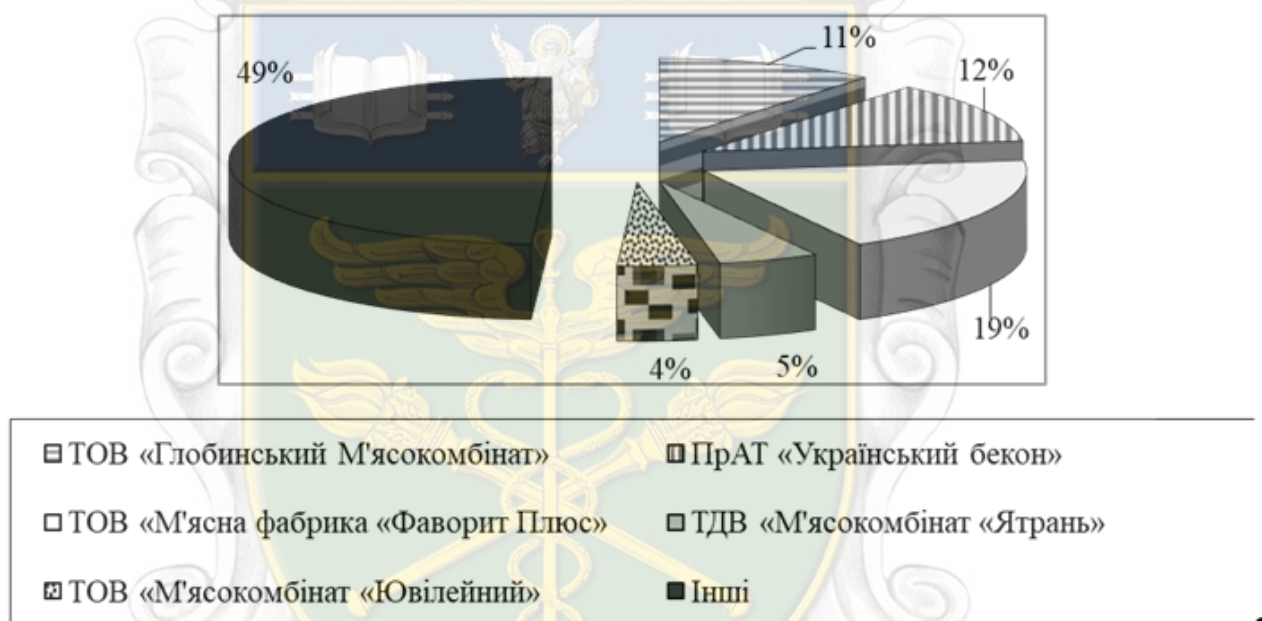 49%
11%
12%
19%
4%
5%
ТОВ «Глобинський М'ясокомбінат»
ПрАТ «Український бекон»
ТОВ «М'ясна фабрика «Фаворит Плюс»
ТДВ «М'ясокомбінат «Ятрань»
ТОВ «М'ясокомбінат «Ювілейний»
Інші